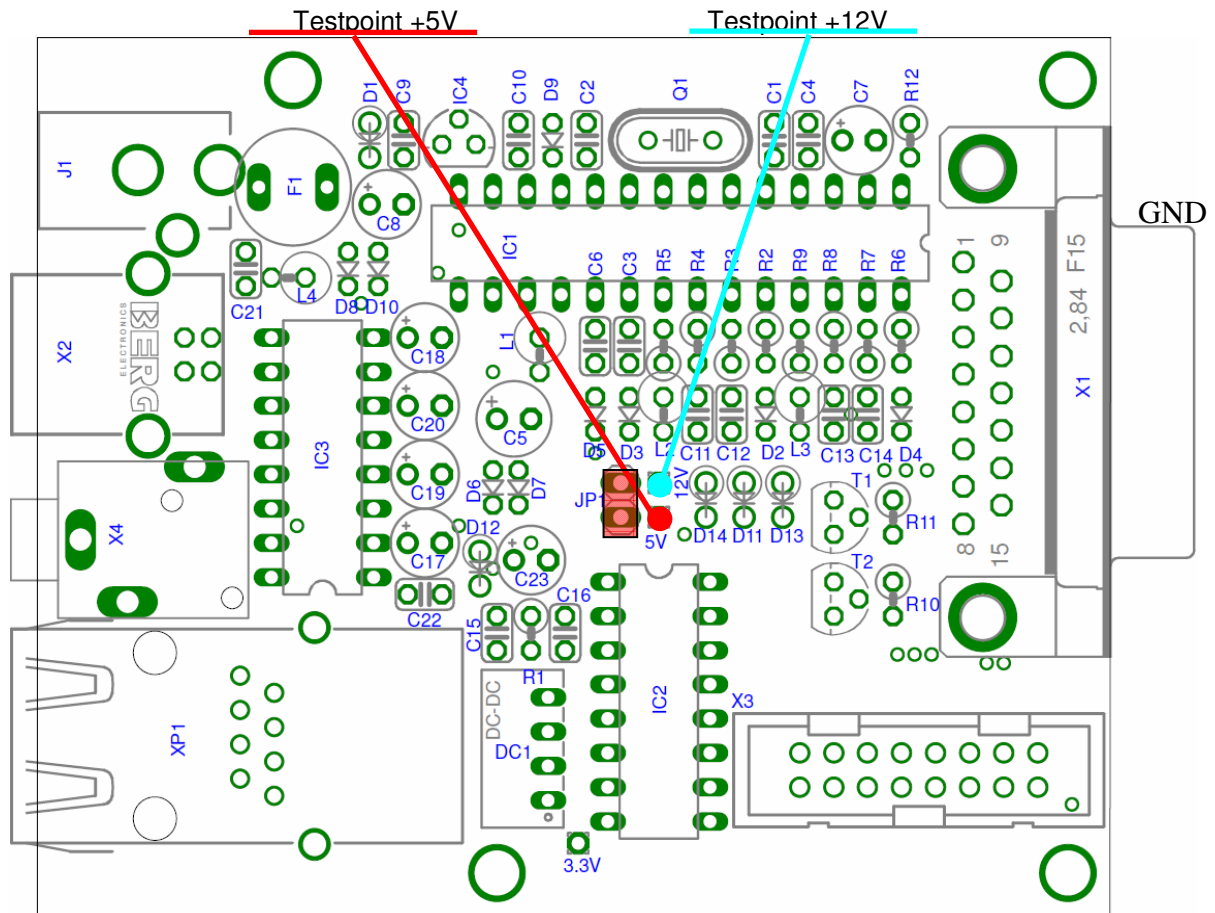 Testpoint +5V
Testpoint +12V
D1
C9
IC4
C10
D9
C2
Q1
C1
C4
C7
R12
J1
F1
C8
GND
IC1
C6
C3
R5
R4
R3
R2
R9
R8
R7
R6
1
9
2,84 F15
C21
L4
D8
D10
X2
BERG
ELECTRONICS
C18
L1
X1
C20
C5
D5
D3
L2
C11
C12
D2
L3
C13
C14
D4
IC3
C19
D6
D7
JP1
12V
5V
D14
D11
D13
T1
R11
X4
C17
D12
C23
T2
R10
8
15
C22
C15
C16
R1
IC2
X3
XP1
DC-DC
DC1
3.3V